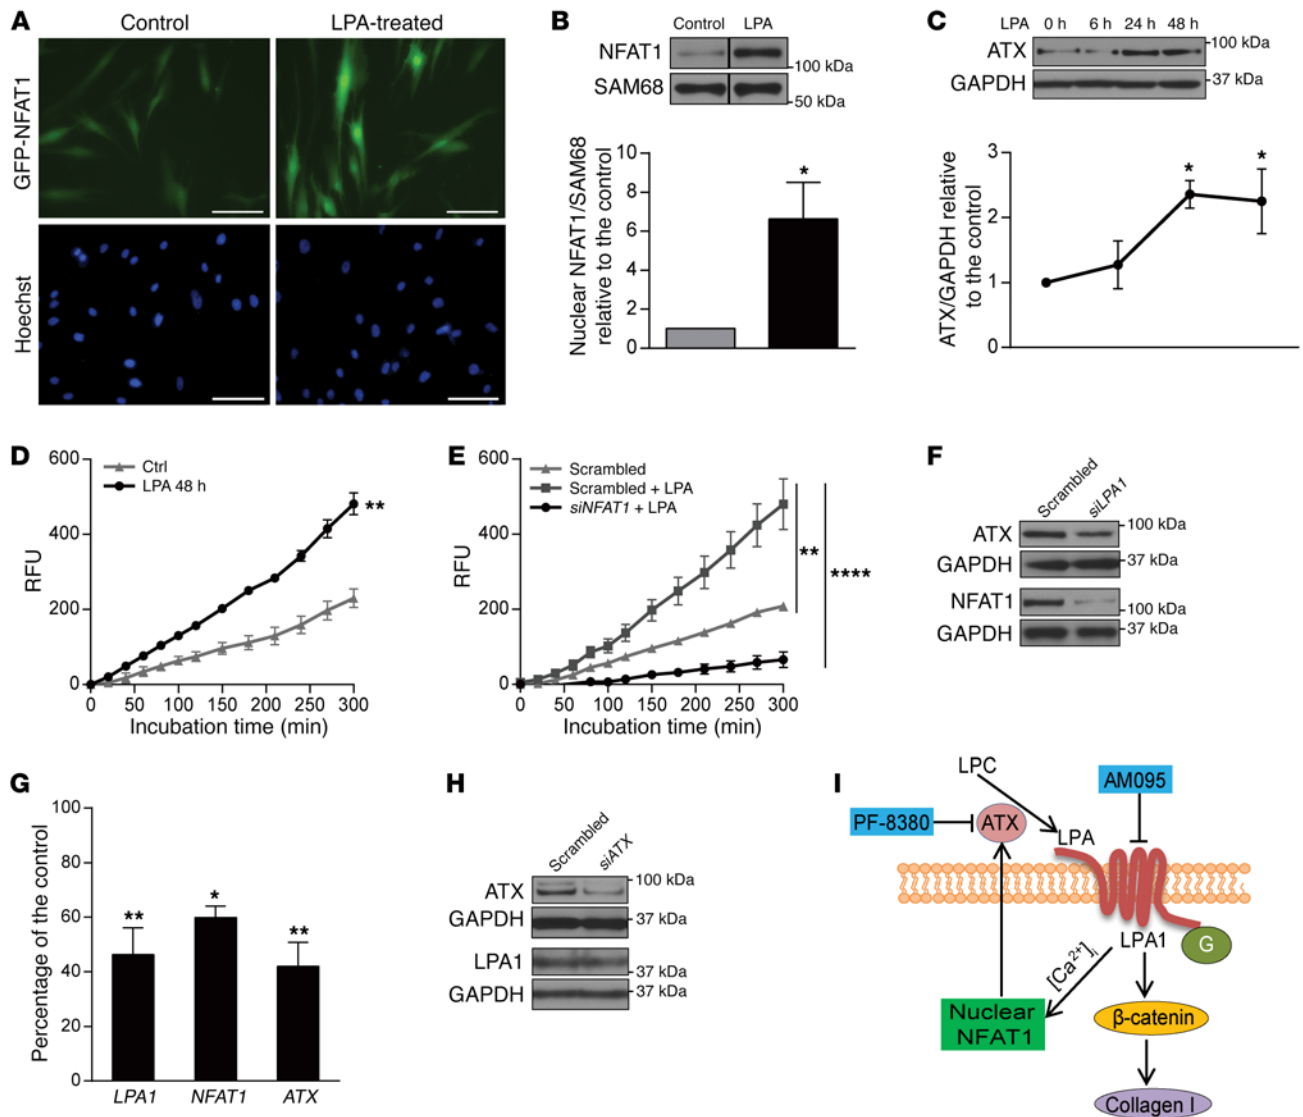 A
Control
LPA-treated
GFP-NFAT1
Hoechst
B
Control LPA
NFAT1
100 kDa
SAM68
50 kDa
Nuclear NFAT1/SAM68
relative to the control
10
8
6
4
2
0
*
C
LPA 0 h 6 h 24 h 48 h
ATX
100 kDa
GAPDH
37 kDa
ATX/GAPDH relative
to the control
3
2
1
0
*
*
D
600
400
200
0
RFU
Ctrl
LPA 48 h
**
0 50 100 150 200 250 300
Incubation time (min)
E
600
400
200
0
RFU
Scrambled
Scrambled + LPA
siNFAT1 + LPA
**
****
0 50 100 150 200 250 300
Incubation time (min)
F
Scrambled
siLPA1
ATX
100 kDa
GAPDH
37 kDa
NFAT1
100 kDa
GAPDH
37 kDa
G
Percentage of the control
100
80
60
40
20
0
**
*
**
LPA1 NFAT1 ATX
H
Scrambled
siATX
ATX
100 kDa
GAPDH
37 kDa
LPA1
37 kDa
GAPDH
37 kDa
I
LPC
AM095
PF-8380
ATX
LPA
LPA1
G
[Ca2+]i
Nuclear
NFAT1
β-catenin
Collagen I